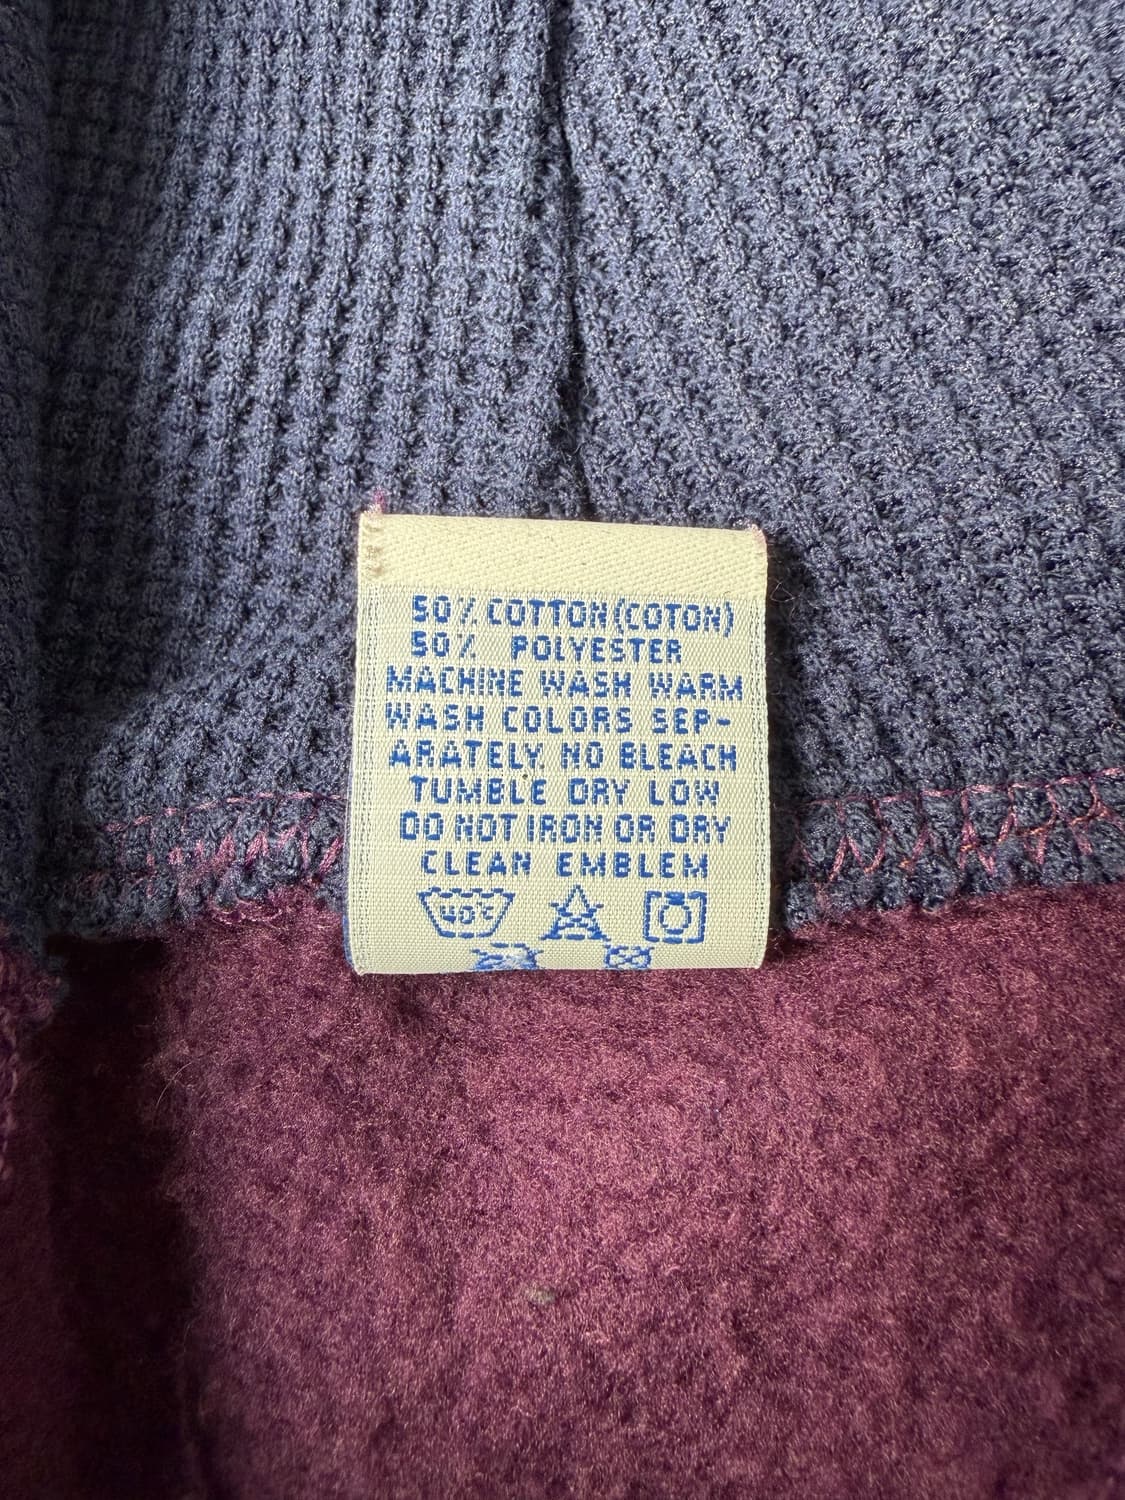 50% COTTON(COTON)
50% POLYESTER
MACHINE WASH WARM
WASH COLORS SEP-
ARATELY. NO BLEACH
TUMBLE DRY LOW
DO NOT IRON OR DRY
CLEAN EMBLEM
40°C